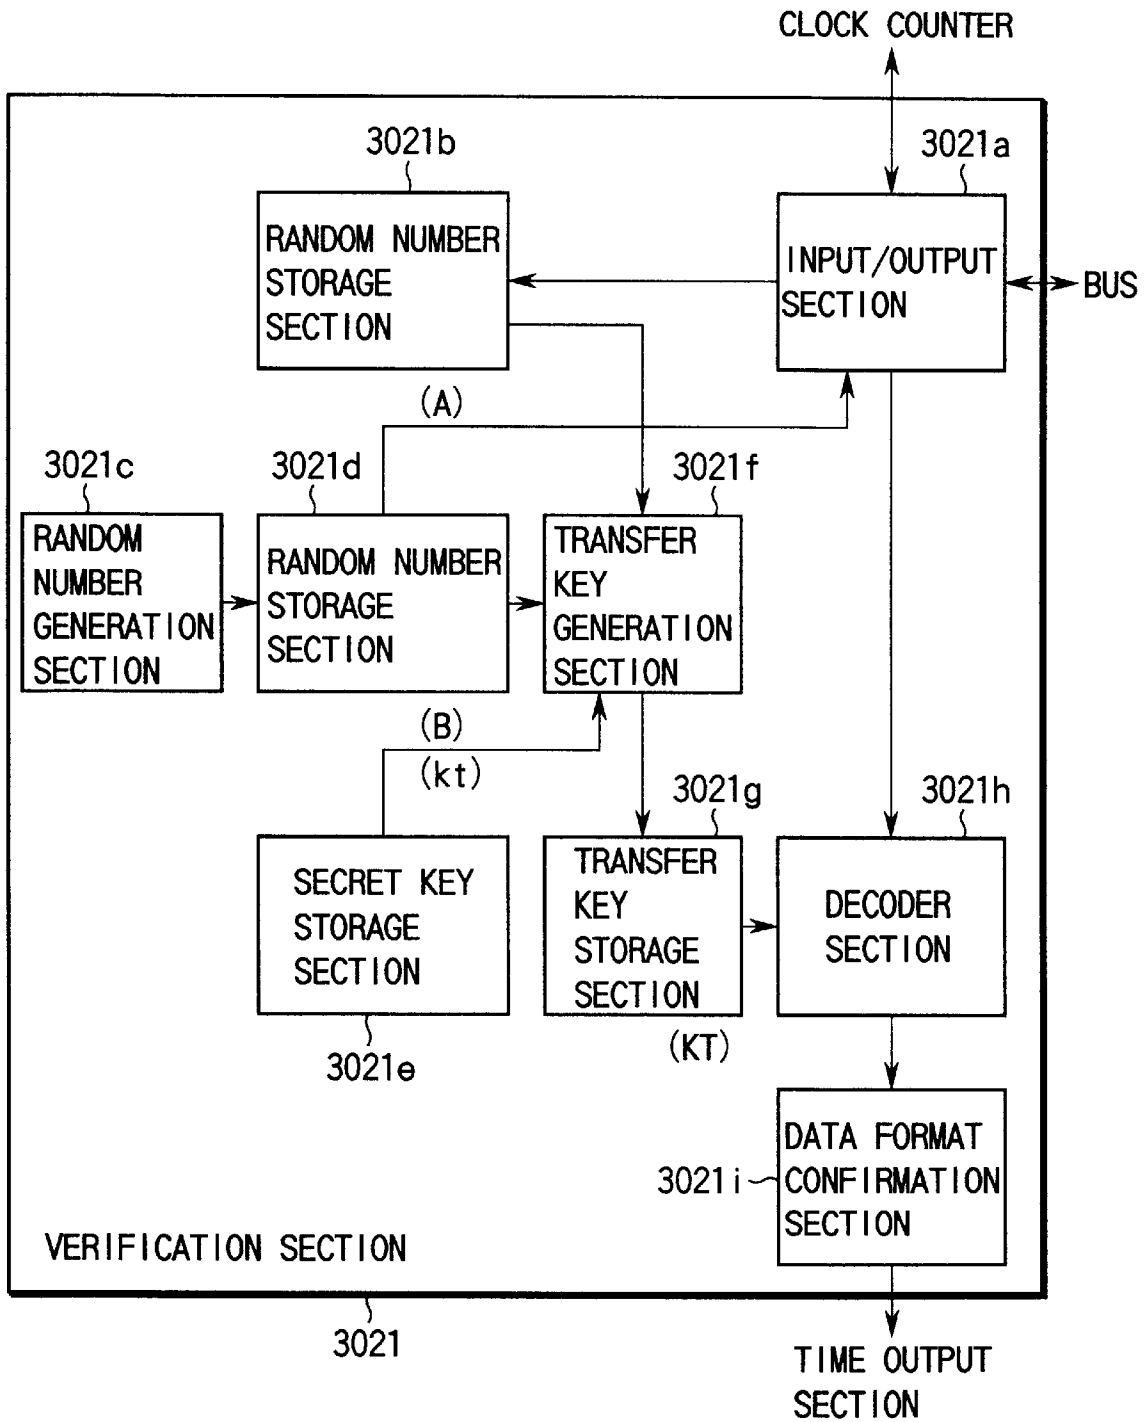 CLOCK COUNTER
3021b
3021a
RANDOM NUMBER
STORAGE
SECTION
INPUT/OUTPUT
SECTION
BUS
(A)
3021c
3021d
3021f
RANDOM
NUMBER
GENERATION
SECTION
RANDOM NUMBER
STORAGE
SECTION
TRANSFER
KEY
GENERATION
SECTION
(B)
(kt)
3021g
3021h
SECRET KEY
STORAGE
SECTION
TRANSFER
KEY
STORAGE
SECTION
DECODER
SECTION
(KT)
3021e
DATA FORMAT
CONFIRMATION
SECTION
3021i
VERIFICATION SECTION
3021
TIME OUTPUT
SECTION